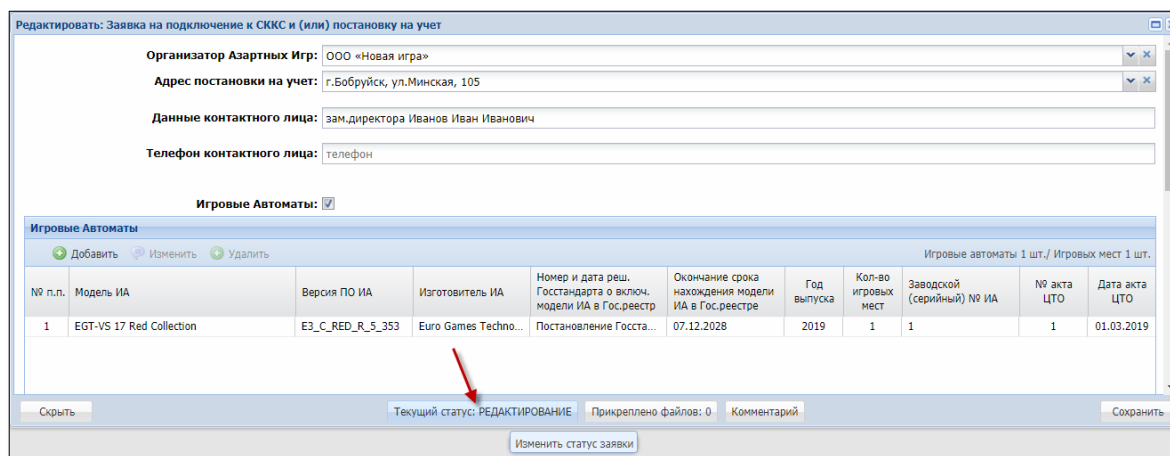 Редактировать: Заявка на подключение к СККС и (или) постановку на учет
Организатор Азартных Игр: ООО «Новая игра»
Адрес постановки на учет: г.Бобруйск, ул.Минская, 105
Данные контактного лица: зам.директора Иванов Иван Иванович
Телефон контактного лица: телефон
Игровые Автоматы:
Игровые Автоматы
Добавить Изменить Удалить Игровые автоматы 1 шт./ Игровых мест 1 шт.
№ п.п. Модель ИА Версия ПО ИА Изготовитель ИА Номер и дата реш. Госстандарта о включ. модели ИА в Гос.реестр Окончание срока нахождения модели ИА в Гос.реестре Год выпуска Кол-во игровых мест Заводской (серийный) № ИА № акта ЦТО Дата акта ЦТО
1 EGT-VS 17 Red Collection E3_C_RED_R_5_353 Euro Games Techno... Постановление Госста... 07.12.2028 2019 1 1 1 01.03.2019
Скрыть Текущий статус: РЕДАКТИРОВАНИЕ Прикреплено файлов: 0 Комментарий Сохранить
Изменить статус заявки